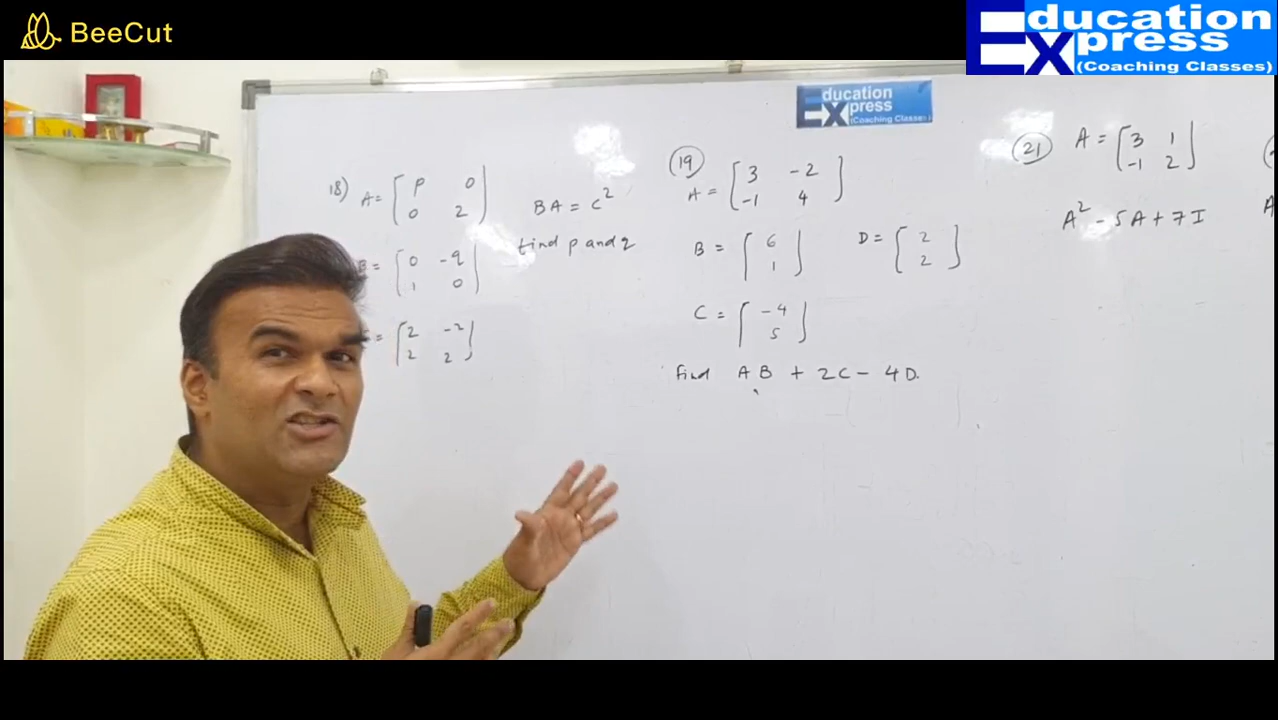 BeeCut
Education
Express
(Coaching Classes)
Education
Express
(Coaching Classes)
18) A = [ P 0
0 2 ]
BA = C²
find p and q
B = [ 0 -q
1 0 ]
= [ 2 -2
2 2 ]
19 A = [ 3 -2
-1 4 ]
B = [ 6
1 ]
D = [ 2
2 ]
C = [ -4
5 ]
find AB + 2C - 4D.
21 A = [ 3 1
-1 2 ]
A² - 5A + 7I